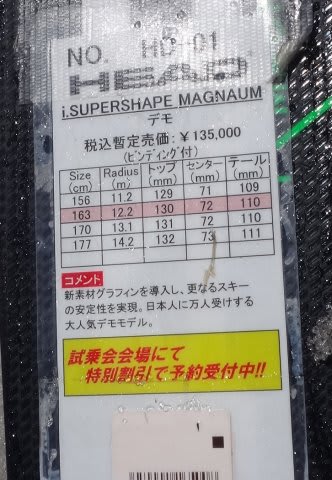 NO. HD-01
HEAD
i.SUPERSHAPE MAGNAUM
デモ
税込暫定売価：￥135,000
(ビンディング付)
Size (cm) Radius (m) トップ (mm) センター (mm) テール (mm)
156 11.2 129 71 109
163 12.2 130 72 110
170 13.1 131 72 110
177 14.2 132 73 111
コメント
新素材グラフィンを導入し、更なるスキー
の安定性を実現。日本人に万人受けする
大人気デモモデル。
試乗会会場にて
特別割引で予約受付中!!